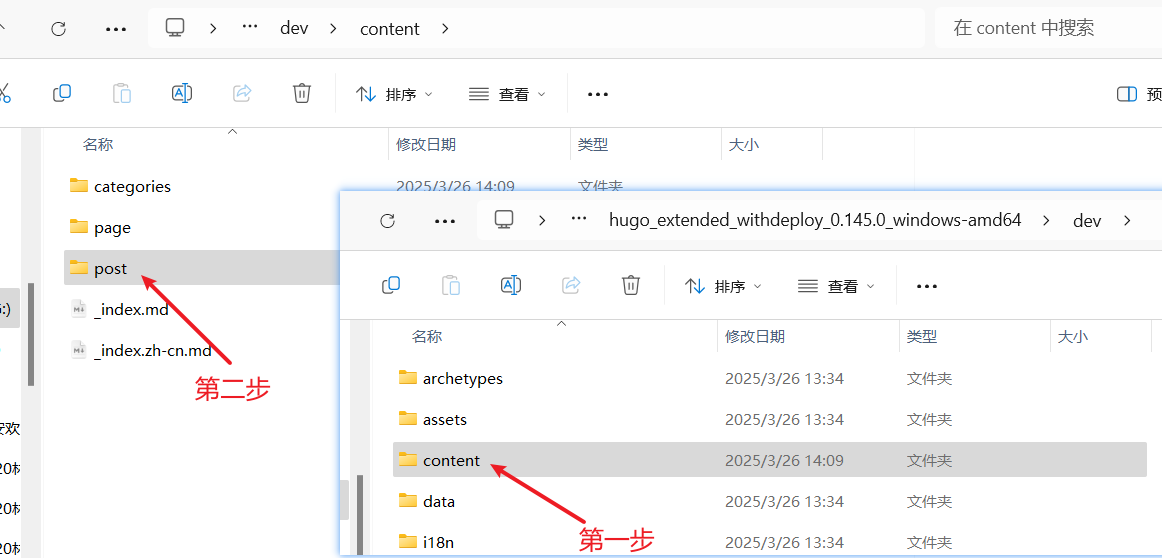 dev content 在 content 中搜索
排序 查看 预
名称 修改日期 类型 大小
categories 2025/3/26 14:09 文件夹
page
post
_index.md
_index.zh-cn.md
第二步
hugo_extended_withdeploy_0.145.0_windows-amd64 dev
排序 查看
名称 修改日期 类型 大小
archetypes 2025/3/26 13:34 文件夹
assets 2025/3/26 13:34 文件夹
content 2025/3/26 14:09 文件夹
data 2025/3/26 13:34 文件夹
i18n 2025/3/26 13:34 文件夹
第一步